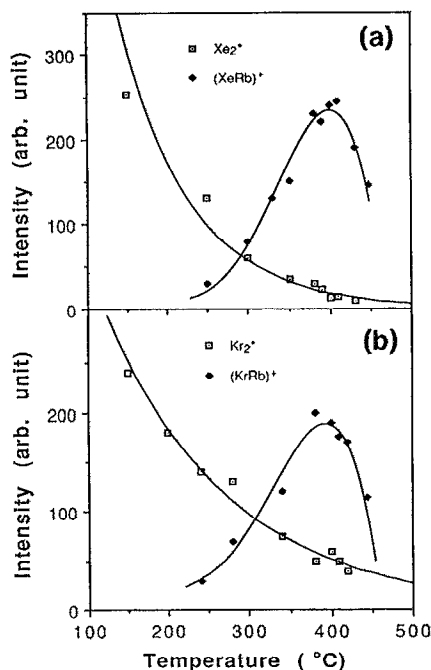 (a)
Xe2+
(XeRb)+
Intensity (arb. unit)
300
200
100
0
(b)
Kr2+
(KrRb)+
Intensity (arb. unit)
200
100
0
100 200 300 400 500
Temperature (°C)